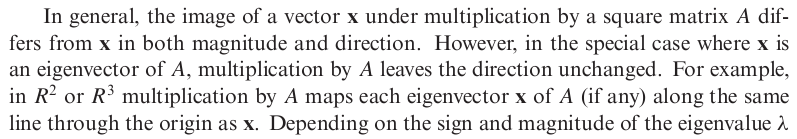 In general, the image of a vector x under multiplication by a square matrix A dif-
fers from x in both magnitude and direction. However, in the special case where x is
an eigenvector of A, multiplication by A leaves the direction unchanged. For example,
in R² or R³ multiplication by A maps each eigenvector x of A (if any) along the same
line through the origin as x. Depending on the sign and magnitude of the eigenvalue λ